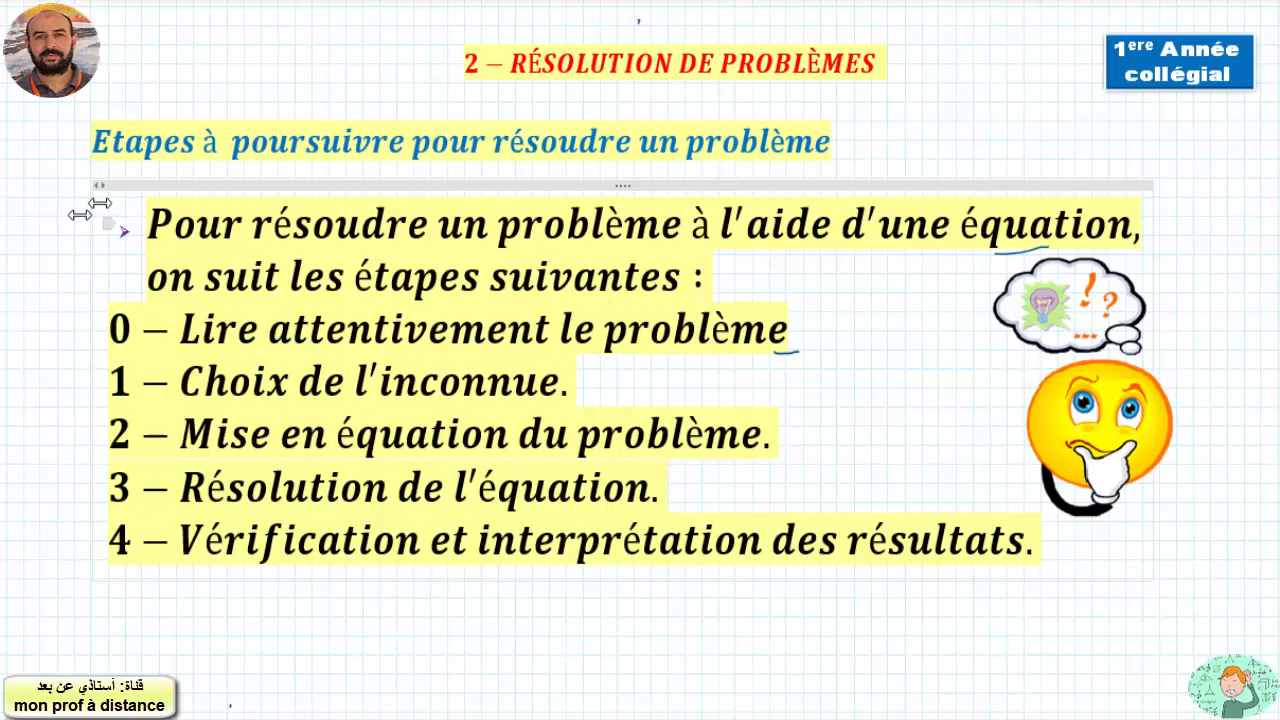 2 – RÉSOLUTION DE PROBLÈMES
1ere Année
collégial
Etapes à poursuivre pour résoudre un problème
Pour résoudre un problème à l'aide d'une équation,
on suit les étapes suivantes :
0 – Lire attentivement le problème
1 – Choix de l'inconnue.
2 – Mise en équation du problème.
3 – Résolution de l'équation.
4 – Vérification et interprétation des résultats.
! ?
...
قناة: أستاذي عن بعد
mon prof à distance